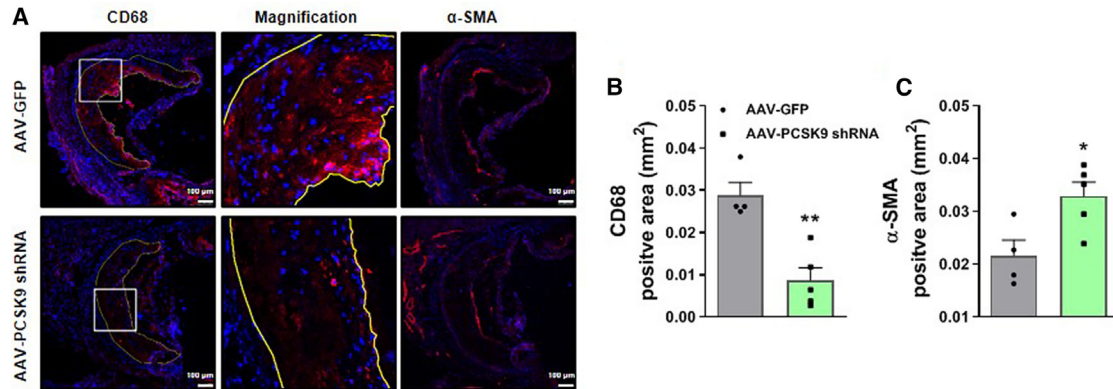 A
CD68
Magnification
α-SMA
AAV-GFP
100 μm
100 μm
AAV-PCSK9 shRNA
100 μm
100 μm
B
CD68
positve area (mm²)
0.05
0.04
0.03
0.02
0.01
0.00
AAV-GFP
AAV-PCSK9 shRNA
**
C
α-SMA
positve area (mm²)
0.05
0.04
0.03
0.02
0.01
*